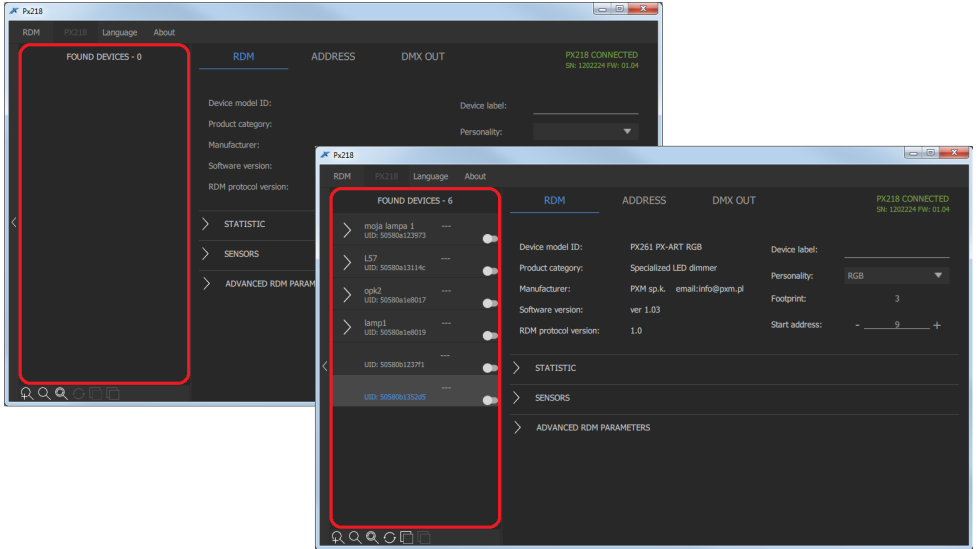 Px218
RDM PX218 Language About
FOUND DEVICES - 0
RDM ADDRESS DMX OUT
PX218 CONNECTED
SN: 1202224 FW: 01.04
Device model ID:
Product category:
Manufacturer:
Software version:
RDM protocol version:
Device label:
Personality:
STATISTIC
SENSORS
ADVANCED RDM PARAM
Px218
RDM PX218 Language About
FOUND DEVICES - 6
moja lampa 1 ---
UID: 50580a123973
L57 ---
UID: 50580a13114c
opk2 ---
UID: 50580a1e8017
lamp1 ---
UID: 50580a1e8019
---
UID: 50580b1237f1
---
UID: 50580b1352d5
RDM ADDRESS DMX OUT
PX218 CONNECTED
SN: 1202224 FW: 01.04
Device model ID: PX261 PX-ART RGB
Product category: Specialized LED dimmer
Manufacturer: PXM sp.k. email:info@pxm.pl
Software version: ver 1.03
RDM protocol version: 1.0
Device label:
Personality: RGB
Footprint: 3
Start address: - 9 +
STATISTIC
SENSORS
ADVANCED RDM PARAMETERS